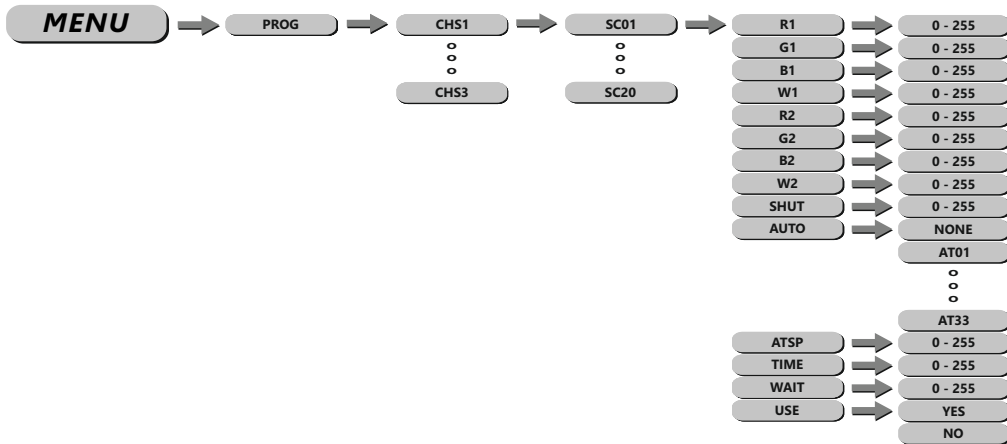 MENU PROG CHS1 SC01 R1 0 - 255
G1 0 - 255
B1 0 - 255
CHS3 SC20 W1 0 - 255
R2 0 - 255
G2 0 - 255
B2 0 - 255
W2 0 - 255
SHUT 0 - 255
AUTO NONE
AT01
AT33
ATSP 0 - 255
TIME 0 - 255
WAIT 0 - 255
USE YES
NO